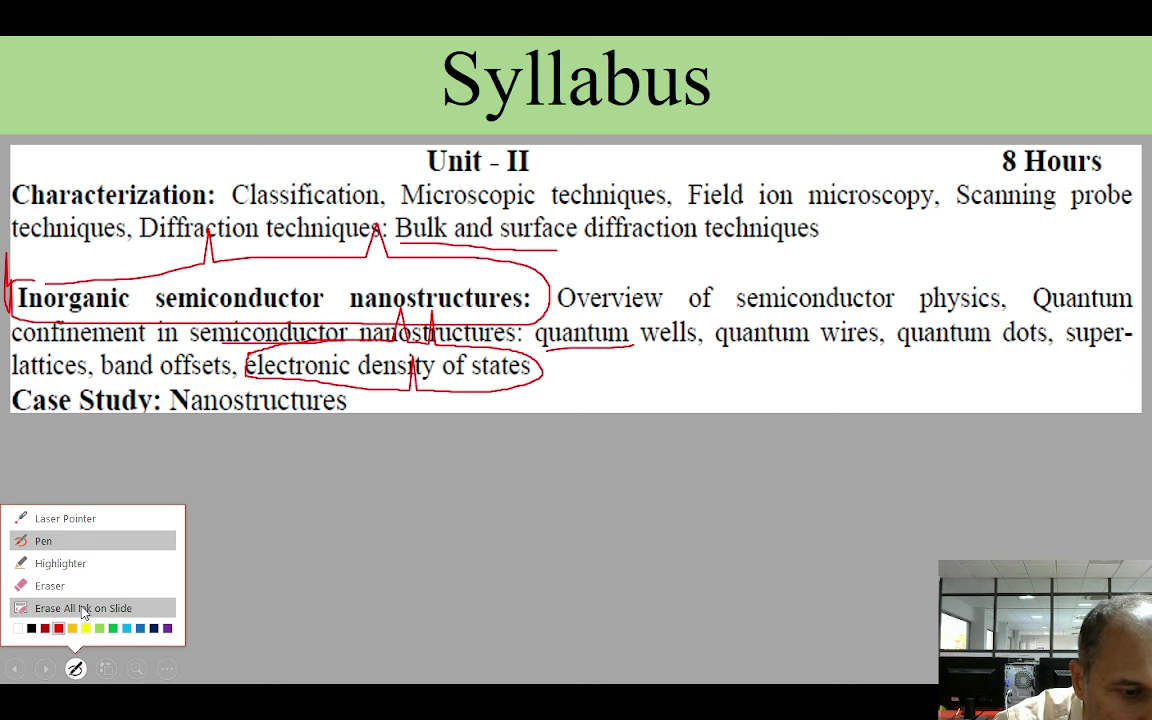 Syllabus
Unit - II 8 Hours
Characterization: Classification, Microscopic techniques, Field ion microscopy, Scanning probe
techniques, Diffraction techniques: Bulk and surface diffraction techniques
Inorganic semiconductor nanostructures: Overview of semiconductor physics, Quantum
confinement in semiconductor nanostructures: quantum wells, quantum wires, quantum dots, super-
lattices, band offsets, electronic density of states
Case Study: Nanostructures
Laser Pointer
Pen
Highlighter
Eraser
Erase All Ink on Slide